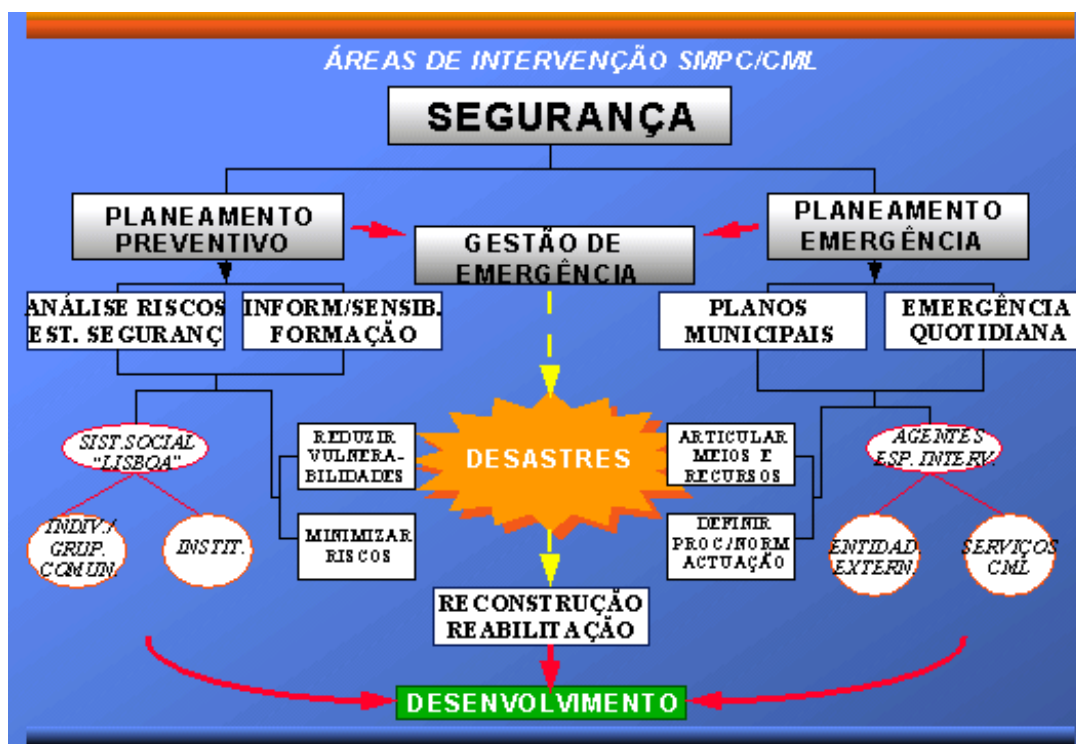 ÁREAS DE INTERVENÇÃO SMPC/CML
SEGURANÇA
PLANEAMENTO
PREVENTIVO
GESTÃO DE
EMERGÊNCIA
PLANEAMENTO
EMERGÊNCIA
ANÁLISE RISCOS
EST. SEGURANÇ
INFORM/SENSIB.
FORMAÇÃO
PLANOS
MUNICIPAIS
EMERGÊNCIA
QUOTIDIANA
SIST.SOCIAL
"LISBOA"
REDUZIR
VULNERA-
BILIDADES
DESASTRES
ARTICULAR
MEIOS E
RECURSOS
AGENTES
ESP. INTERV.
INDIV./
GRUP.
COMUN.
INSTIT.
MINIMIZAR
RISCOS
DEFINIR
PROC/NORM
ACTUAÇÃO
ENTIDAD.
EXTERN.
SERVIÇOS
CML
RECONSTRUÇÃO
REABILITAÇÃO
DESENVOLVIMENTO